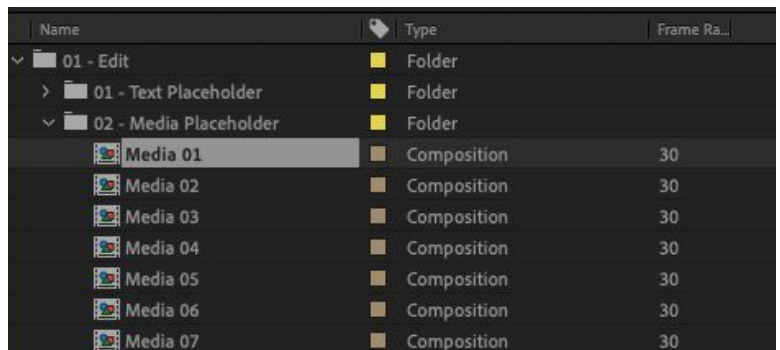 Name Type Frame Ra...
01 - Edit Folder
01 - Text Placeholder Folder
02 - Media Placeholder Folder
Media 01 Composition 30
Media 02 Composition 30
Media 03 Composition 30
Media 04 Composition 30
Media 05 Composition 30
Media 06 Composition 30
Media 07 Composition 30